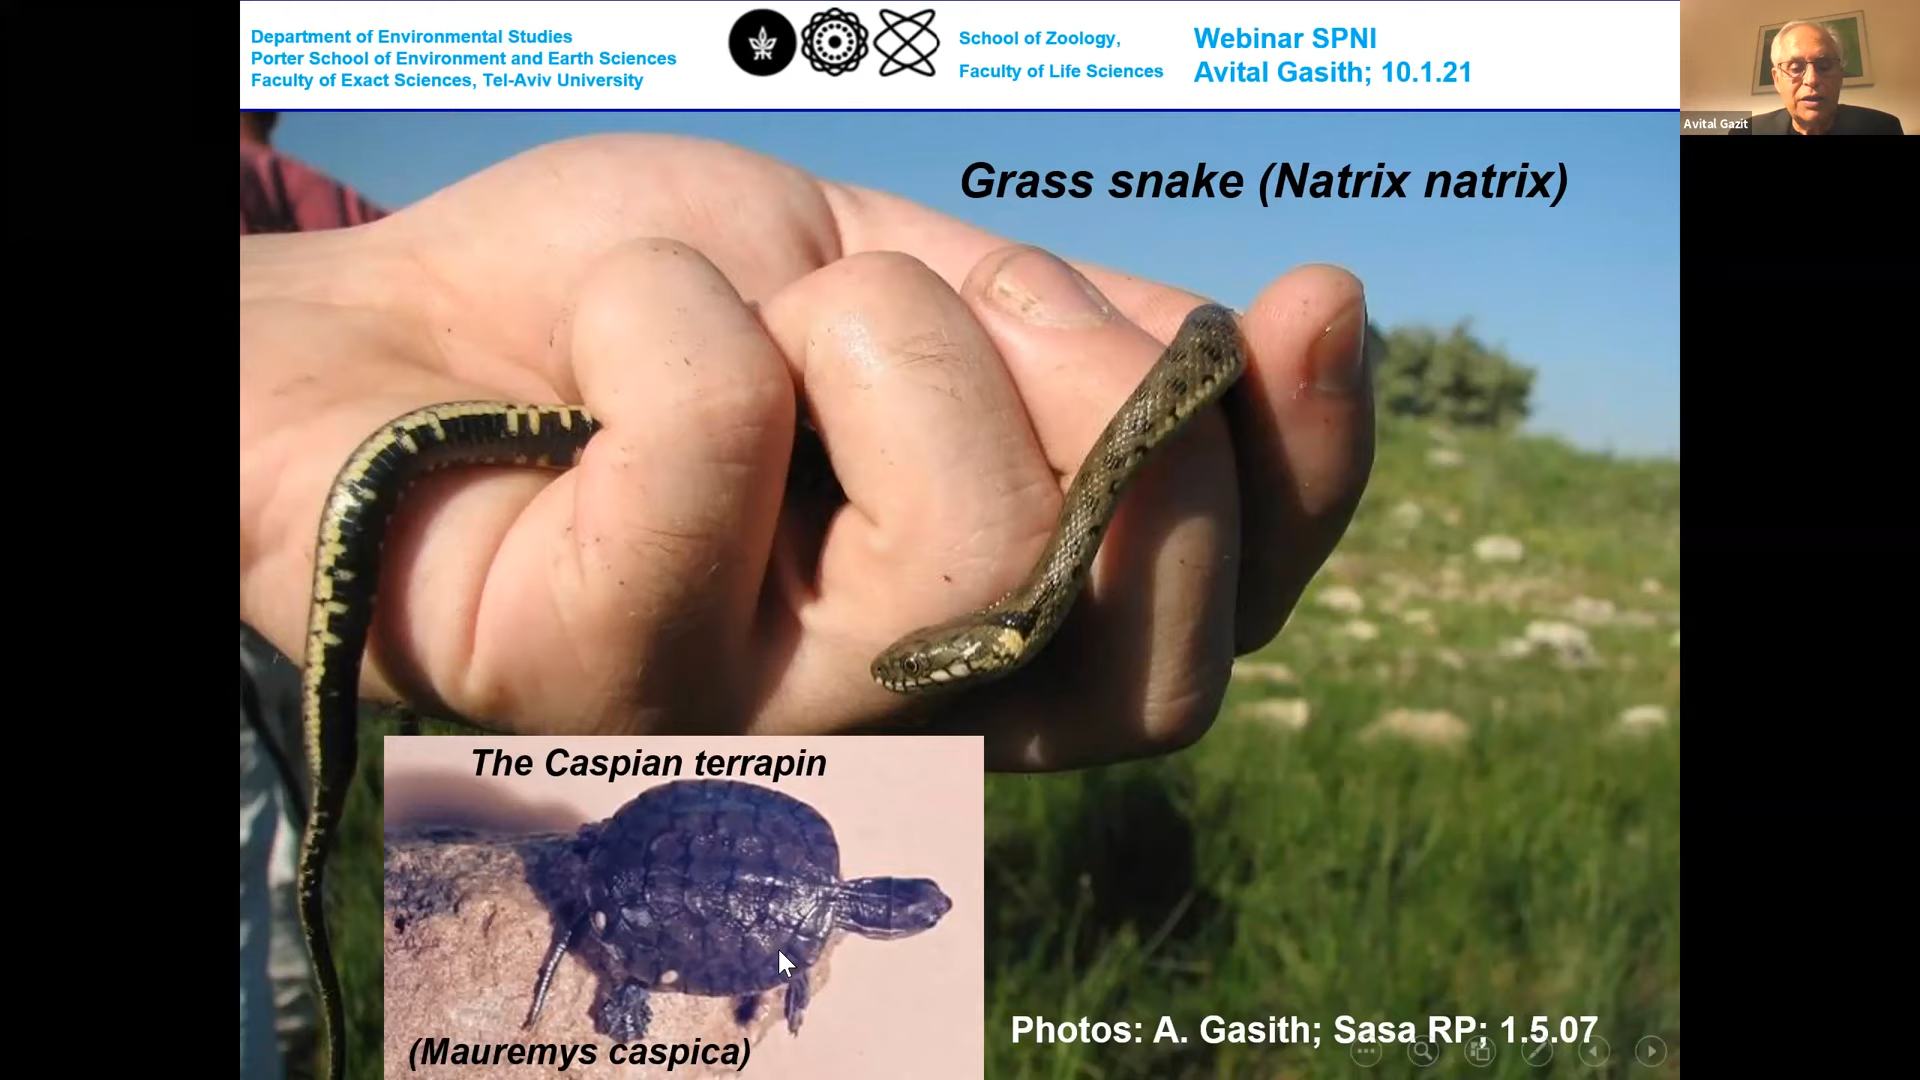 Department of Environmental Studies
Porter School of Environment and Earth Sciences
Faculty of Exact Sciences, Tel-Aviv University
School of Zoology,
Faculty of Life Sciences
Webinar SPNI
Avital Gasith; 10.1.21
Avital Gazit
Grass snake (Natrix natrix)
The Caspian terrapin
(Mauremys caspica)
Photos: A. Gasith; Sasa RP; 1.5.07